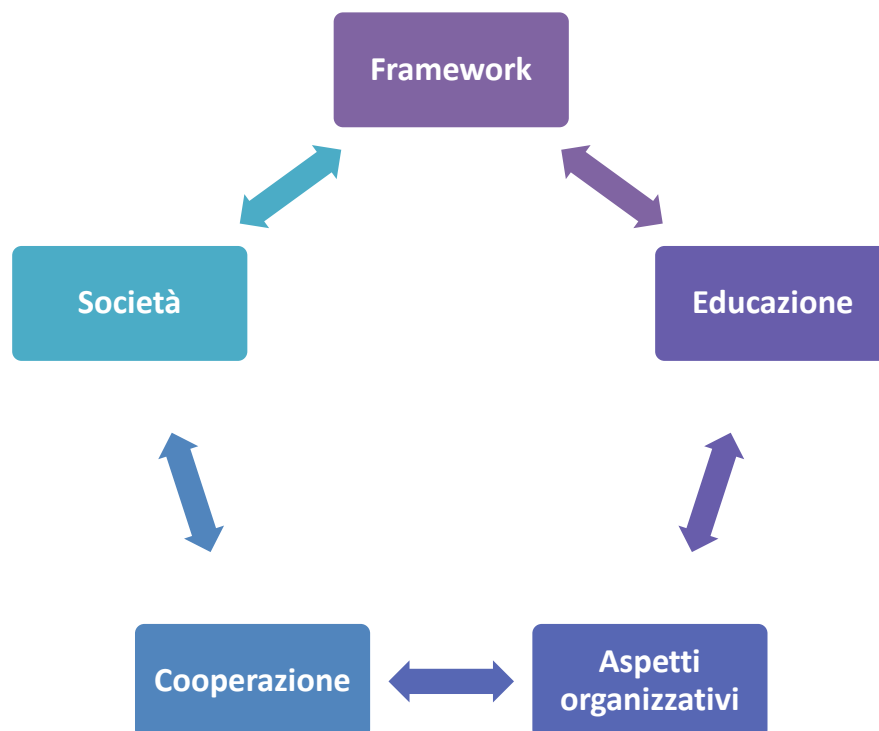 Framework
Società
Educazione
Cooperazione
Aspetti
organizzativi